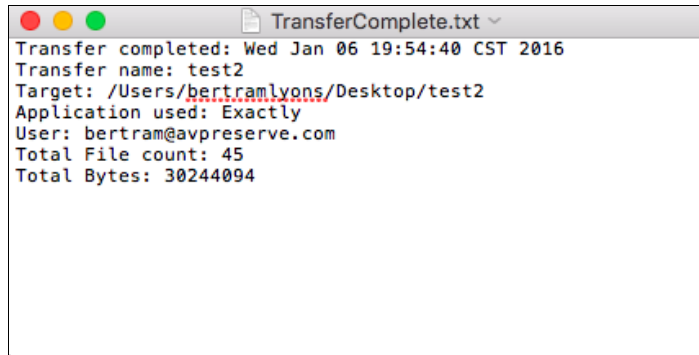 TransferComplete.txt
Transfer completed: Wed Jan 06 19:54:40 CST 2016
Transfer name: test2
Target: /Users/bertramlyons/Desktop/test2
Application used: Exactly
User: bertram@avpreserve.com
Total File count: 45
Total Bytes: 30244094